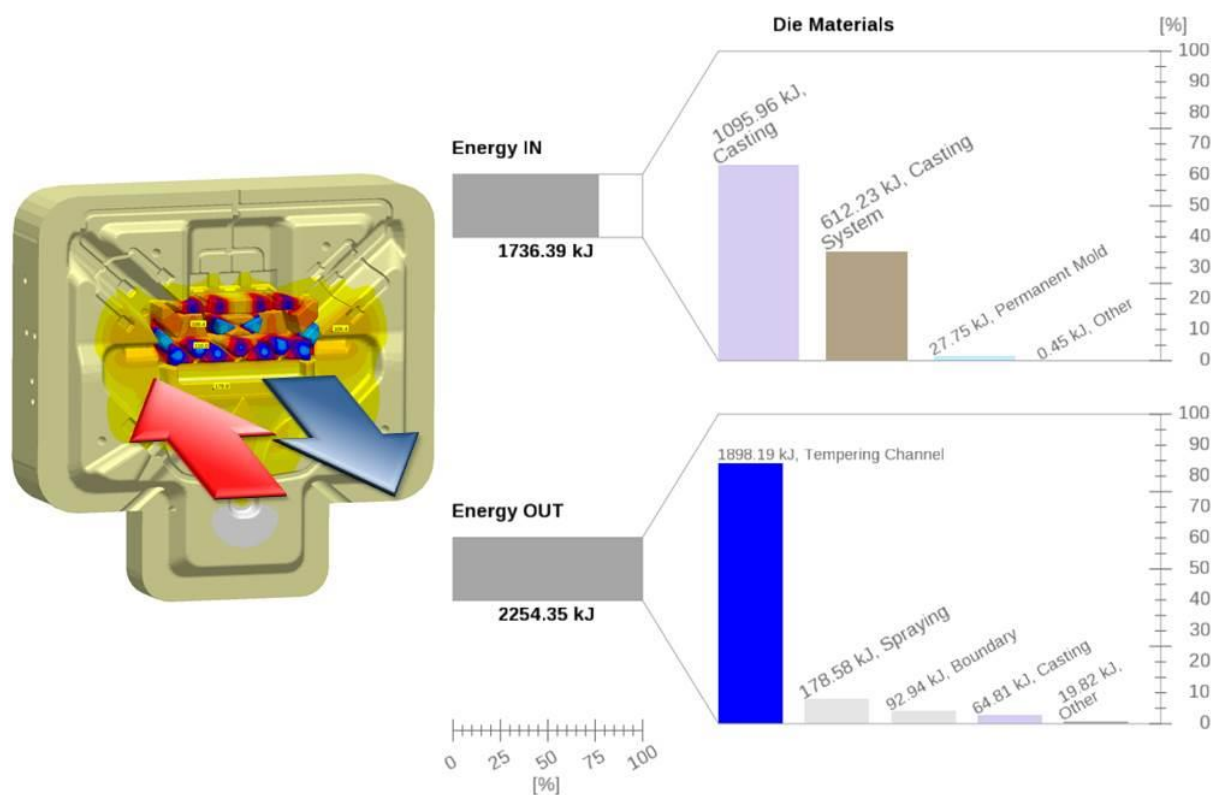 Die Materials
[%]
100
90
80
70
60
50
40
30
20
10
0
1095.96 kJ,
Casting
612.23 kJ, Casting
System
27.75 kJ, Permanent Mold
0.45 kJ, Other
Energy IN
1736.39 kJ
100
90
80
70
60
50
40
30
20
10
0
1898.19 kJ, Tempering Channel
178.58 kJ, Spraying
92.94 kJ, Boundary
64.81 kJ, Casting
19.82 kJ,
Other
Energy OUT
2254.35 kJ
0
25
50
75
100
[%]